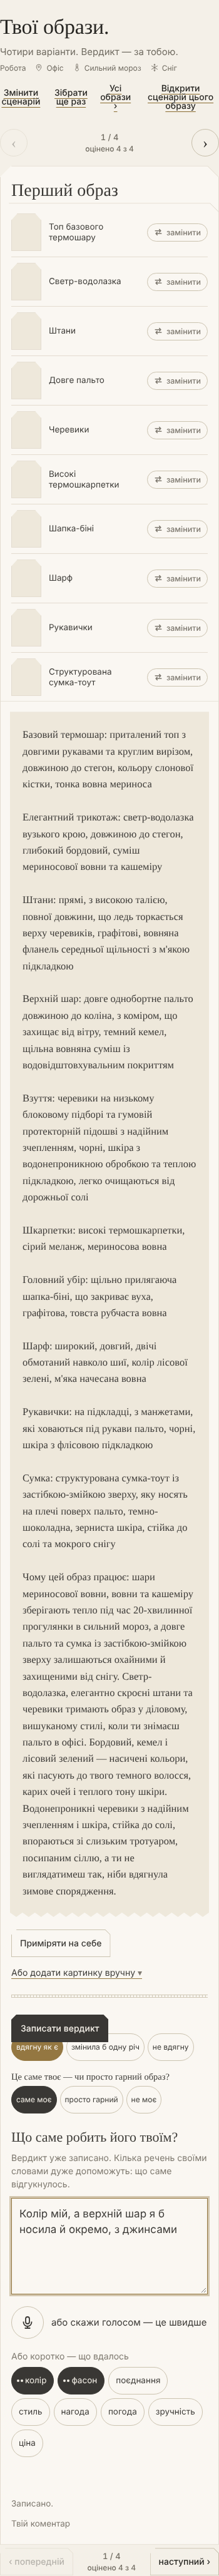 Твої образи.
Чотири варіанти. Вердикт — за тобою.
Робота Офіс Сильний мороз Сніг
Змінити сценарій
Зібрати ще раз
Усі образи ›
Відкрити сценарій цього образу
‹
1 / 4
оцінено 4 з 4
›
Перший образ
Топ базового термошару
⇄ замінити
Светр-водолазка
⇄ замінити
Штани
⇄ замінити
Довге пальто
⇄ замінити
Черевики
⇄ замінити
Високі термошкарпетки
⇄ замінити
Шапка-біні
⇄ замінити
Шарф
⇄ замінити
Рукавички
⇄ замінити
Структурована сумка-тоут
⇄ замінити
Базовий термошар: приталений топ з
довгими рукавами та круглим вирізом,
довжиною до стегон, кольору слонової
кістки, тонка вовна мериноса
Елегантний трикотаж: светр-водолазка
вузького крою, довжиною до стегон,
глибокий бордовий, суміш
мериносової вовни та кашеміру
Штани: прямі, з високою талією,
повної довжини, що ледь торкається
верху черевиків, графітові, вовняна
фланель середньої щільності з м'якою
підкладкою
Верхній шар: довге однобортне пальто
довжиною до коліна, з коміром, що
захищає від вітру, темний кемел,
щільна вовняна суміш із
водовідштовхувальним покриттям
Взуття: черевики на низькому
блоковому підборі та гумовій
протекторній підошві з надійним
зчепленням, чорні, шкіра з
водонепроникною обробкою та теплою
підкладкою, легко очищаються від
дорожньої солі
Шкарпетки: високі термошкарпетки,
сірий меланж, мериносова вовна
Головний убір: щільно прилягаюча
шапка-біні, що закриває вуха,
графітова, товста рубчаста вовна
Шарф: широкий, довгий, двічі
обмотаний навколо шиї, колір лісової
зелені, м'яка начесана вовна
Рукавички: на підкладці, з манжетами,
які ховаються під рукави пальто, чорні,
шкіра з флісовою підкладкою
Сумка: структурована сумка-тоут із
застібкою-змійкою зверху, яку носять
на плечі поверх пальто, темно-
шоколадна, зерниста шкіра, стійка до
солі та мокрого снігу
Чому цей образ працює: шари
мериносової вовни, вовни та кашеміру
зберігають тепло під час 20-хвилинної
прогулянки в сильний мороз, а довге
пальто та сумка із застібкою-змійкою
зверху залишаються охайними й
захищеними від снігу. Светр-
водолазка, елегантно скроєні штани та
черевики тримають образ у діловому,
вишуканому стилі, коли ти знімаєш
пальто в офісі. Бордовий, кемел і
лісовий зелений — насичені кольори,
які пасують до твого темного волосся,
карих очей і теплого тону шкіри.
Водонепроникні черевики з надійним
зчепленням і шкіра, стійка до солі,
впораються зі слизьким тротуаром,
посипаним сіллю, а ти не
виглядатимеш так, ніби вдягнула
зимове спорядження.
Приміряти на себе
Або додати картинку вручну ▾
Записати вердикт
вдягну як є
змінила б одну річ
не вдягну
Це саме твоє — чи просто гарний образ?
саме моє
просто гарний
не моє
Що саме робить його твоїм?
Вердикт уже записано. Кілька речень своїми
словами дуже допоможуть: що саме
відгукнулось.
Колір мій, а верхній шар я б
носила й окремо, з джинсами
або скажи голосом — це швидше
Або коротко — що вдалось
•• колір
•• фасон
поєднання
стиль
нагода
погода
зручність
ціна
Записано.
Твій коментар
‹ попередній
1 / 4
оцінено 4 з 4
наступний ›